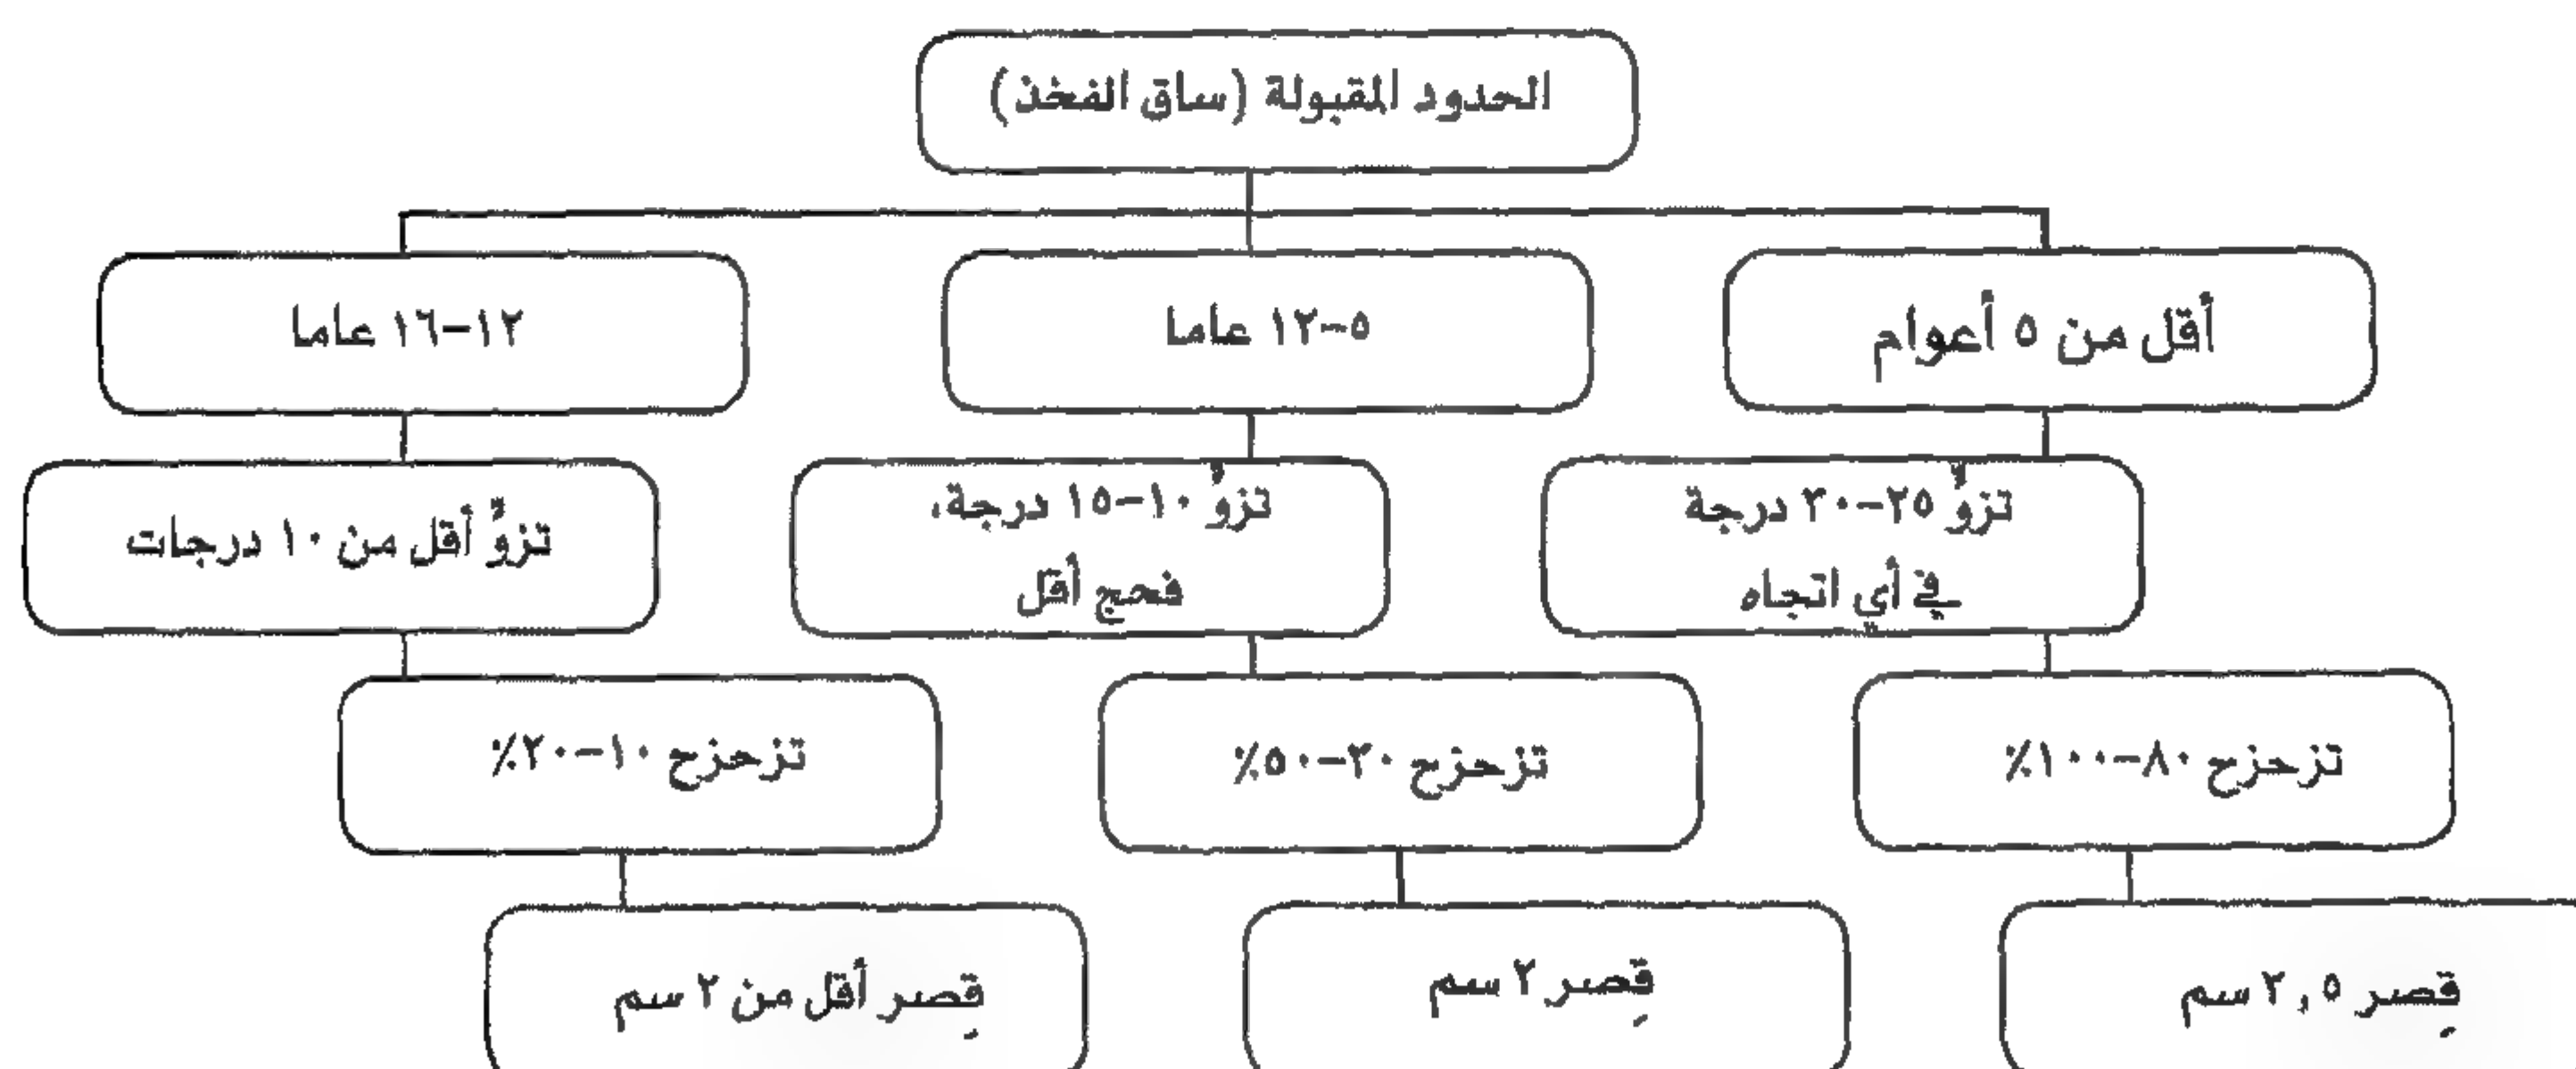 الحدود المقبولة (ساق الفخذ)
أقل من ٥ أعوام
٥-١٢ عاما
١٢-١٦ عاما
تزوٍّ ٢٥-٣٠ درجة
في أي اتجاه
تزوٍّ ١٠-١٥ درجة،
فحج أقل
تزوٍّ أقل من ١٠ درجات
تزحزح ٨٠-١٠٠٪
تزحزح ٣٠-٥٠٪
تزحزح ١٠-٢٠٪
قِصر ٢,٥ سم
قِصر ٢ سم
قِصر أقل من ٢ سم